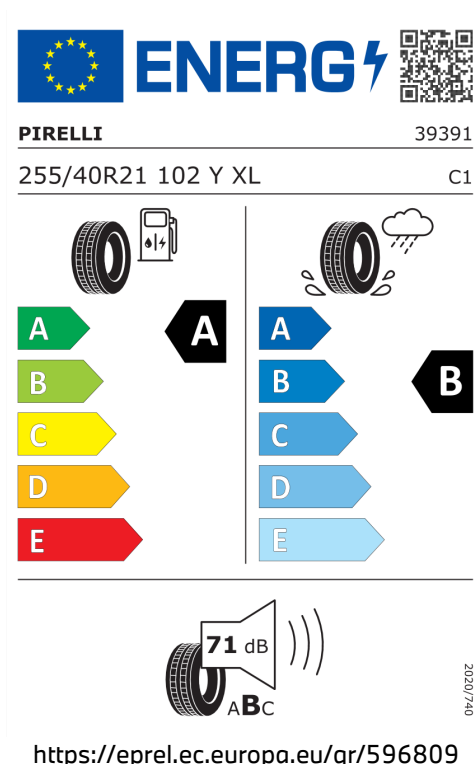 ENERG
PIRELLI 39391
255/40R21 102 Y XL C1
A A A
B B B
C C
D D
E E
71 dB
ABC
2020/740
https://eprel.ec.europa.eu/qr/596809